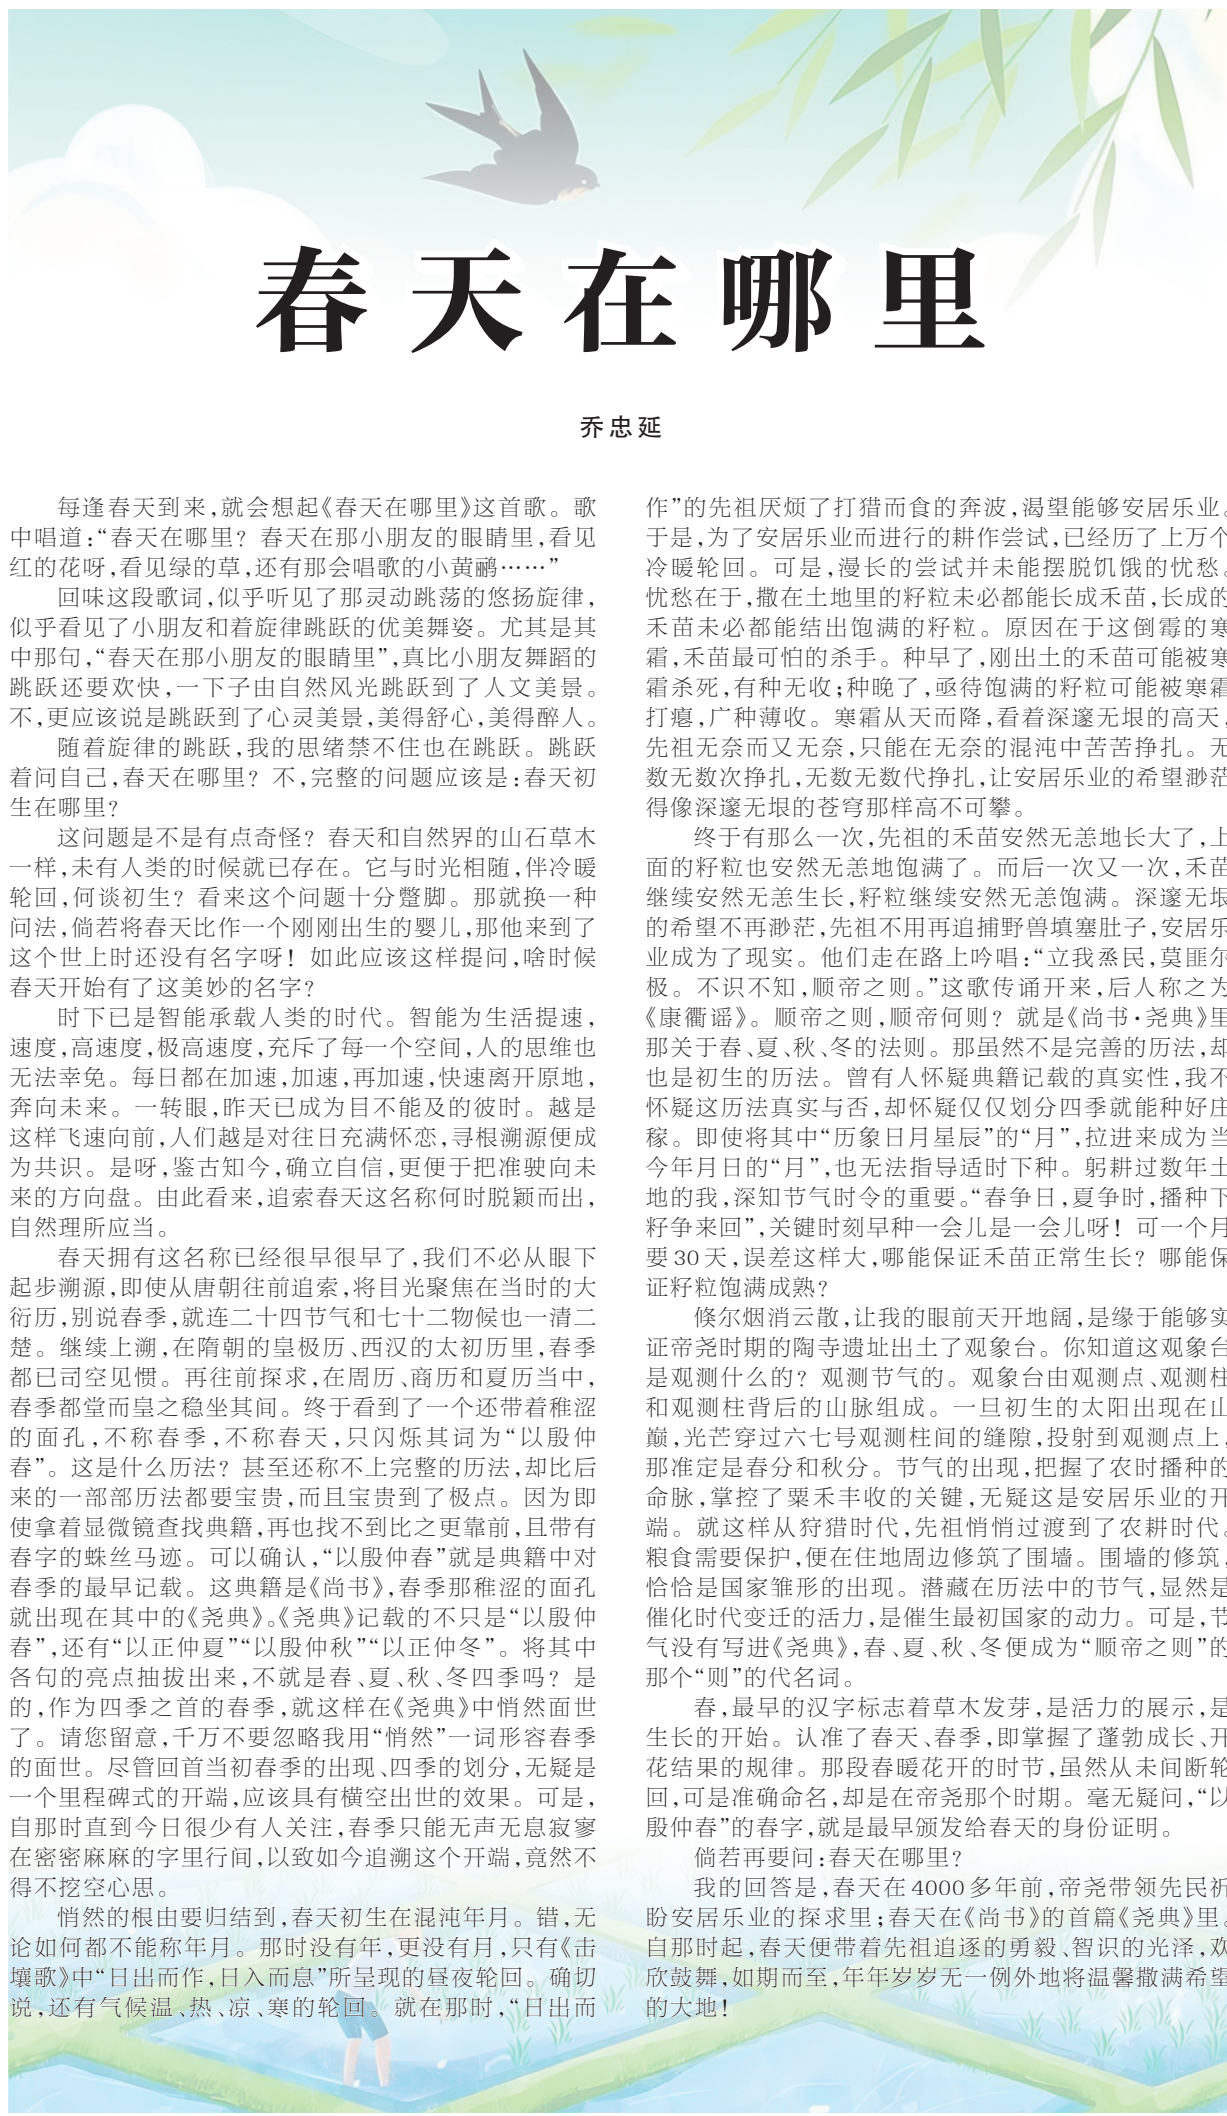 春天在哪里
乔忠延
每逢春天到来,就会想起《春天在哪里》这首歌。歌
中唱道:“春天在哪里？春天在那小朋友的眼睛里,看见
红的花呀,看见绿的草,还有那会唱歌的小黄鹂……”
回味这段歌词,似乎听见了那灵动跳荡的悠扬旋律,
似乎看见了小朋友和着旋律跳跃的优美舞姿。尤其是其
中那句,“春天在那小朋友的眼睛里”,真比小朋友舞蹈的
跳跃还要欢快,一下子由自然风光跳跃到了人文美景。
不,更应该说是跳跃到了心灵美景,美得舒心,美得醉人。
随着旋律的跳跃,我的思绪禁不住也在跳跃。跳跃
着问自己,春天在哪里？不,完整的问题应该是:春天初
生在哪里？
这问题是不是有点奇怪？春天和自然界的山石草木
一样,未有人类的时候就已存在。它与时光相随,伴冷暖
轮回,何谈初生？看来这个问题十分蹩脚。那就换一种
问法,倘若将春天比作一个刚刚出生的婴儿,那他来到了
这个世上时还没有名字呀！如此应该这样提问,啥时候
春天开始有了这美妙的名字？
时下已是智能承载人类的时代。智能为生活提速,
速度,高速度,极高速度,充斥了每一个空间,人的思维也
无法幸免。每日都在加速,加速,再加速,快速离开原地,
奔向未来。一转眼,昨天已成为目不能及的彼时。越是
这样飞速向前,人们越是对往日充满怀恋,寻根溯源便成
为共识。是呀,鉴古知今,确立自信,更便于把准驶向未
来的方向盘。由此看来,追索春天这名称何时脱颖而出,
自然理所应当。
春天拥有这名称已经很早很早了,我们不必从眼下
起步溯源,即使从唐朝往前追索,将目光聚焦在当时的大
衍历,别说春季,就连二十四节气和七十二物候也一清二
楚。继续上溯,在隋朝的皇极历、西汉的太初历里,春季
都已司空见惯。再往前探求,在周历、商历和夏历当中,
春季都堂而皇之稳坐其间。终于看到了一个还带着稚涩
的面孔,不称春季,不称春天,只闪烁其词为“以殷仲
春”。这是什么历法？甚至还称不上完整的历法,却比后
来的一部部历法都要宝贵,而且宝贵到了极点。因为即
使拿着显微镜查找典籍,再也找不到比之更靠前,且带有
春字的蛛丝马迹。可以确认,“以殷仲春”就是典籍中对
春季的最早记载。这典籍是《尚书》,春季那稚涩的面孔
就出现在其中的《尧典》。《尧典》记载的不只是“以殷仲
春”,还有“以正仲夏”“以殷仲秋”“以正仲冬”。将其中
各句的亮点抽拔出来,不就是春、夏、秋、冬四季吗？是
的,作为四季之首的春季,就这样在《尧典》中悄然面世
了。请您留意,千万不要忽略我用“悄然”一词形容春季
的面世。尽管回首当初春季的出现、四季的划分,无疑是
一个里程碑式的开端,应该具有横空出世的效果。可是,
自那时直到今日很少有人关注,春季只能无声无息寂寥
在密密麻麻的字里行间,以致如今追溯这个开端,竟然不
得不挖空心思。
悄然的根由要归结到,春天初生在混沌年月。错,无
论如何都不能称年月。那时没有年,更没有月,只有《击
壤歌》中“日出而作,日入而息”所呈现的昼夜轮回。确切
说,还有气候温、热、凉、寒的轮回。就在那时,“日出而
作”的先祖厌烦了打猎而食的奔波,渴望能够安居乐业。
于是,为了安居乐业而进行的耕作尝试,已经历了上万个
冷暖轮回。可是,漫长的尝试并未能摆脱饥饿的忧愁。
忧愁在于,撒在土地里的籽粒未必都能长成禾苗,长成的
禾苗未必都能结出饱满的籽粒。原因在于这倒霉的寒
霜,禾苗最可怕的杀手。种早了,刚出土的禾苗可能被寒
霜杀死,有种无收;种晚了,亟待饱满的籽粒可能被寒霜
打瘪,广种薄收。寒霜从天而降,看着深邃无垠的高天,
先祖无奈而又无奈,只能在无奈的混沌中苦苦挣扎。无
数无数次挣扎,无数无数代挣扎,让安居乐业的希望渺茫
得像深邃无垠的苍穹那样高不可攀。
终于有那么一次,先祖的禾苗安然无恙地长大了,上
面的籽粒也安然无恙地饱满了。而后一次又一次,禾苗
继续安然无恙生长,籽粒继续安然无恙饱满。深邃无垠
的希望不再渺茫,先祖不用再追捕野兽填塞肚子,安居乐
业成为了现实。他们走在路上吟唱:“立我烝民,莫匪尔
极。不识不知,顺帝之则。”这歌传诵开来,后人称之为
《康衢谣》。顺帝之则,顺帝何则？就是《尚书·尧典》里
那关于春、夏、秋、冬的法则。那虽然不是完善的历法,却
也是初生的历法。曾有人怀疑典籍记载的真实性,我不
怀疑这历法真实与否,却怀疑仅仅划分四季就能种好庄
稼。即使将其中“历象日月星辰”的“月”,拉进来成为当
今年月日的“月”,也无法指导适时下种。躬耕过数年土
地的我,深知节气时令的重要。“春争日,夏争时,播种下
籽争来回”,关键时刻早种一会儿是一会儿呀！可一个月
要30天,误差这样大,哪能保证禾苗正常生长？哪能保
证籽粒饱满成熟？
倏尔烟消云散,让我的眼前天开地阔,是缘于能够实
证帝尧时期的陶寺遗址出土了观象台。你知道这观象台
是观测什么的？观测节气的。观象台由观测点、观测柱
和观测柱背后的山脉组成。一旦初生的太阳出现在山
巅,光芒穿过六七号观测柱间的缝隙,投射到观测点上,
那准定是春分和秋分。节气的出现,把握了农时播种的
命脉,掌控了粟禾丰收的关键,无疑这是安居乐业的开
端。就这样从狩猎时代,先祖悄悄过渡到了农耕时代。
粮食需要保护,便在住地周边修筑了围墙。围墙的修筑,
恰恰是国家雏形的出现。潜藏在历法中的节气,显然是
催化时代变迁的活力,是催生最初国家的动力。可是,节
气没有写进《尧典》,春、夏、秋、冬便成为“顺帝之则”的
那个“则”的代名词。
春,最早的汉字标志着草木发芽,是活力的展示,是
生长的开始。认准了春天、春季,即掌握了蓬勃成长、开
花结果的规律。那段春暖花开的时节,虽然从未间断轮
回,可是准确命名,却是在帝尧那个时期。毫无疑问,“以
殷仲春”的春字,就是最早颁发给春天的身份证明。
倘若再要问:春天在哪里？
我的回答是,春天在4000多年前,帝尧带领先民祈
盼安居乐业的探求里;春天在《尚书》的首篇《尧典》里。
自那时起,春天便带着先祖追逐的勇毅、智识的光泽,欢
欣鼓舞,如期而至,年年岁岁无一例外地将温馨撒满希望
的大地！